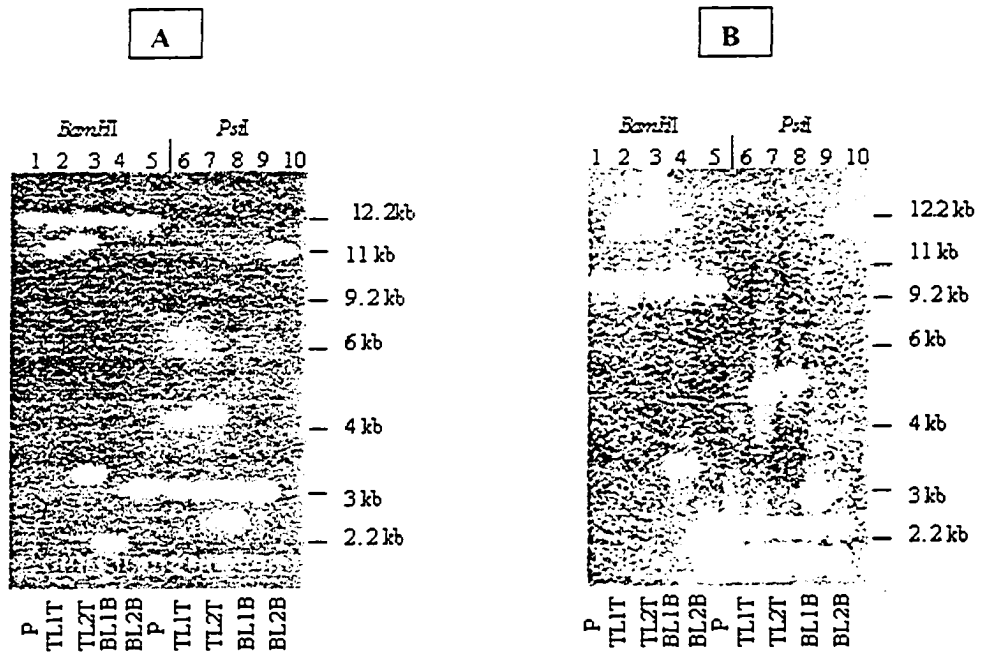 A
BamHI PstI
1 2 3 4 5 6 7 8 9 10
12.2kb
11 kb
9.2 kb
6 kb
4 kb
3 kb
2.2 kb
P TL1T TL2T BL1B BL2B P TL1T TL2T BL1B BL2B
B
BamHI PstI
1 2 3 4 5 6 7 8 9 10
12.2 kb
11 kb
9.2 kb
6 kb
4 kb
3 kb
2.2 kb
P TL1T TL2T BL1B BL2B P TL1T TL2T BL1B BL2B